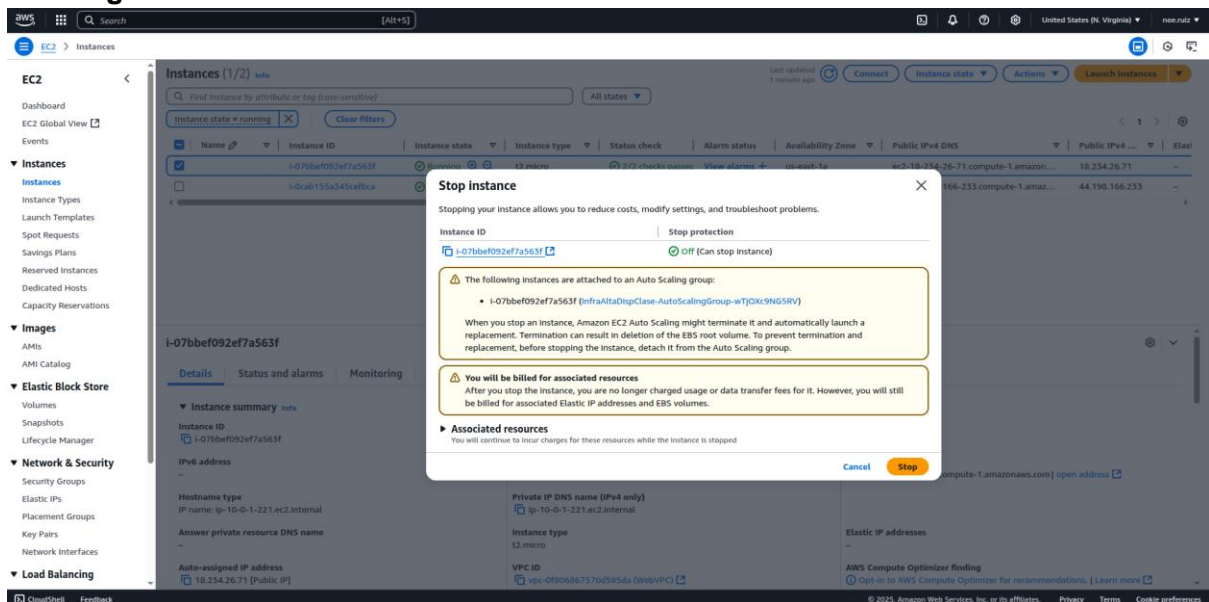 aws
Search
[Alt+S]
United States (N. Virginia)
noe.ruiz
EC2 > Instances
EC2
Dashboard
EC2 Global View
Events
Instances
Instances
Instance Types
Launch Templates
Spot Requests
Savings Plans
Reserved Instances
Dedicated Hosts
Capacity Reservations
Images
AMIs
AMI Catalog
Elastic Block Store
Volumes
Snapshots
Lifecycle Manager
Network & Security
Security Groups
Elastic IPs
Placement Groups
Key Pairs
Network Interfaces
Load Balancing
Instances (1/2) Info
Last updated
1 minute ago
Connect
Instance state
Actions
Launch instances
Find Instance by attribute or tag (case-sensitive)
All states
Instance state = running
Clear filters
1
Name Instance ID Instance state Instance type Status check Alarm status Availability Zone Public IPv4 DNS Public IPv4 ... Elast
i-07bbef092ef7a563f Running t2.micro 2/2 checks passec View alarms + us-east-1a ec2-18-234-26-71.compute-1.amazon... 18.234.26.71 –
i-0cab155a345cefbca 166-233.compute-1.amaz... 44.198.166.233 –
Stop instance
Stopping your instance allows you to reduce costs, modify settings, and troubleshoot problems.
Instance ID Stop protection
i-07bbef092ef7a563f Off (Can stop instance)
The following instances are attached to an Auto Scaling group:
• i-07bbef092ef7a563f (InfraAltaDispClase-AutoScalingGroup-wTJOXc9NG5RV)
When you stop an instance, Amazon EC2 Auto Scaling might terminate it and automatically launch a
replacement. Termination can result in deletion of the EBS root volume. To prevent termination and
replacement, before stopping the instance, detach it from the Auto Scaling group.
You will be billed for associated resources
After you stop the instance, you are no longer charged usage or data transfer fees for it. However, you will still
be billed for associated Elastic IP addresses and EBS volumes.
Associated resources
You will continue to incur charges for these resources while the instance is stopped
Cancel
Stop
i-07bbef092ef7a563f
Details Status and alarms Monitoring
Instance summary Info
Instance ID
i-07bbef092ef7a563f
IPv6 address
–
ompute-1.amazonaws.com] open address
Hostname type
IP name: ip-10-0-1-221.ec2.internal
Private IP DNS name (IPv4 only)
ip-10-0-1-221.ec2.internal
Answer private resource DNS name
–
Instance type
t2.micro
Elastic IP addresses
–
Auto-assigned IP address
18.234.26.71 [Public IP]
VPC ID
vpc-0f806867570d585da (WebVPC)
AWS Compute Optimizer finding
Opt-in to AWS Compute Optimizer for recommendations. | Learn more
CloudShell Feedback
© 2025, Amazon Web Services, Inc. or its affiliates. Privacy Terms Cookie preferences